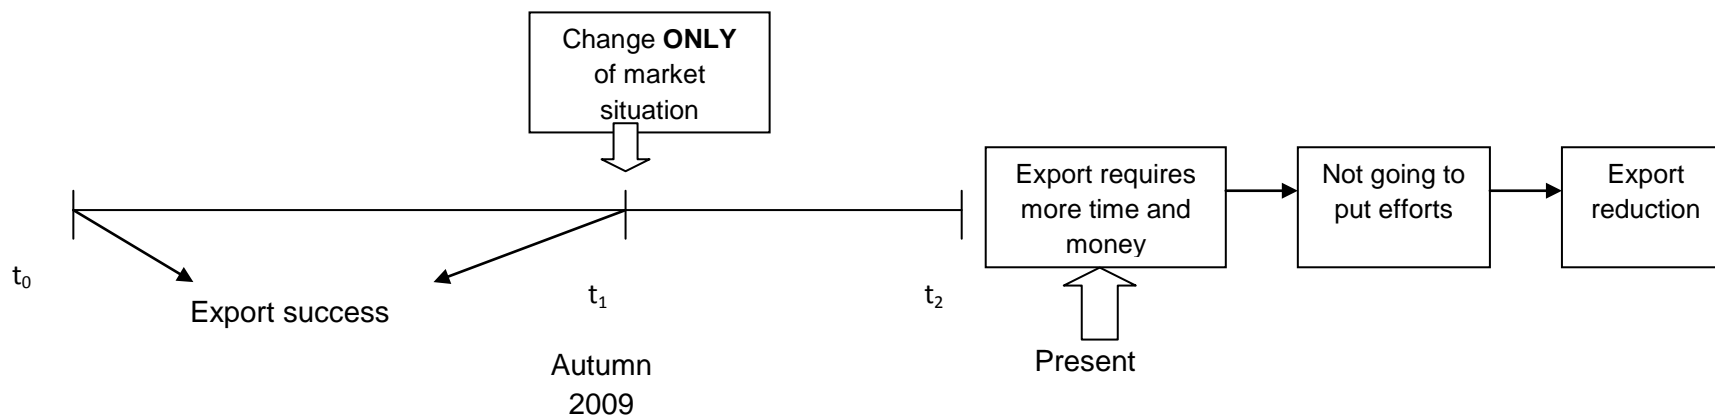 Change ONLY
of market
situation
Export requires
more time and
money
Not going to
put efforts
Export
reduction
t₀
Export success
t₁
t₂
Autumn
2009
Present